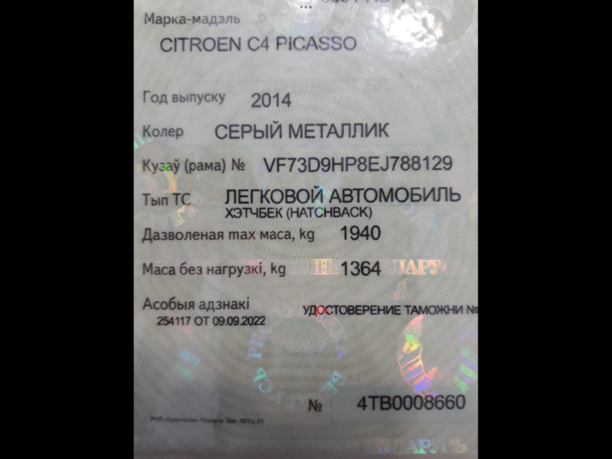 Марка-мадэль
CITROEN C4 PICASSO
Год выпуску 2014
Колер СЕРЫЙ МЕТАЛЛИК
Кузаў (рама) № VF73D9HP8EJ788129
Тып ТС ЛЕГКОВОЙ АВТОМОБИЛЬ
ХЭТЧБЕК (HATCHBACK)
Дазволеная max маса, kg 1940
Маса без нагрузкі, kg 1364
Асобыя адзнакі УДОСТОВЕРЕНИЕ ТАМОЖНИ №
254117 ОТ 09.09.2022
№ 4ТВ0008660